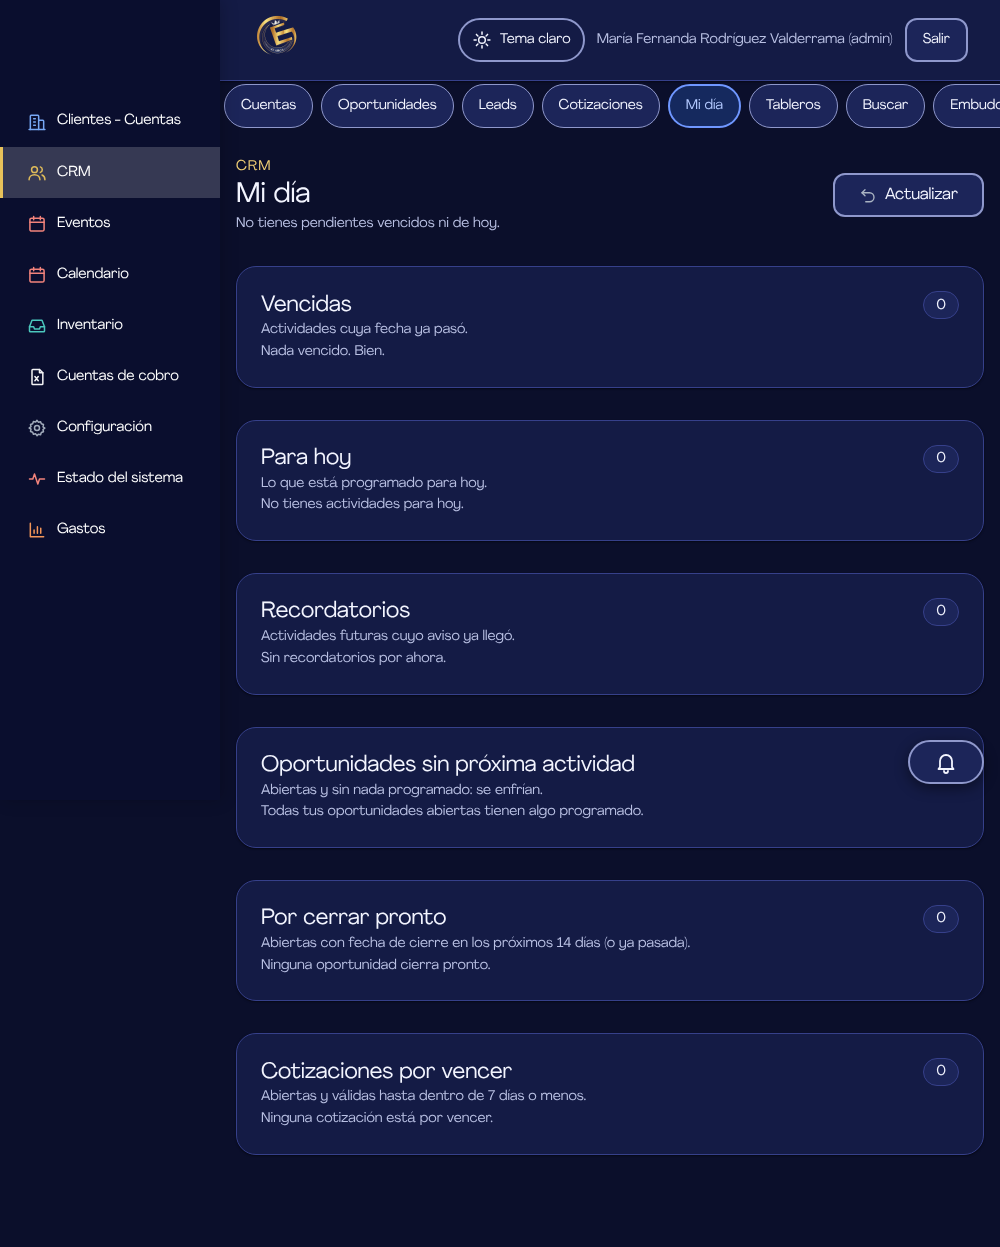 Tema claro
María Fernanda Rodríguez Valderrama (admin)
Salir
Clientes - Cuentas
CRM
Eventos
Calendario
Inventario
Cuentas de cobro
Configuración
Estado del sistema
Gastos
Cuentas
Oportunidades
Leads
Cotizaciones
Mi día
Tableros
Buscar
CRM
Mi día
No tienes pendientes vencidos ni de hoy.
Actualizar
Vencidas
0
Actividades cuya fecha ya pasó.
Nada vencido. Bien.
Para hoy
0
Lo que está programado para hoy.
No tienes actividades para hoy.
Recordatorios
0
Actividades futuras cuyo aviso ya llegó.
Sin recordatorios por ahora.
Oportunidades sin próxima actividad
Abiertas y sin nada programado: se enfrían.
Todas tus oportunidades abiertas tienen algo programado.
Por cerrar pronto
0
Abiertas con fecha de cierre en los próximos 14 días (o ya pasada).
Ninguna oportunidad cierra pronto.
Cotizaciones por vencer
0
Abiertas y válidas hasta dentro de 7 días o menos.
Ninguna cotización está por vencer.